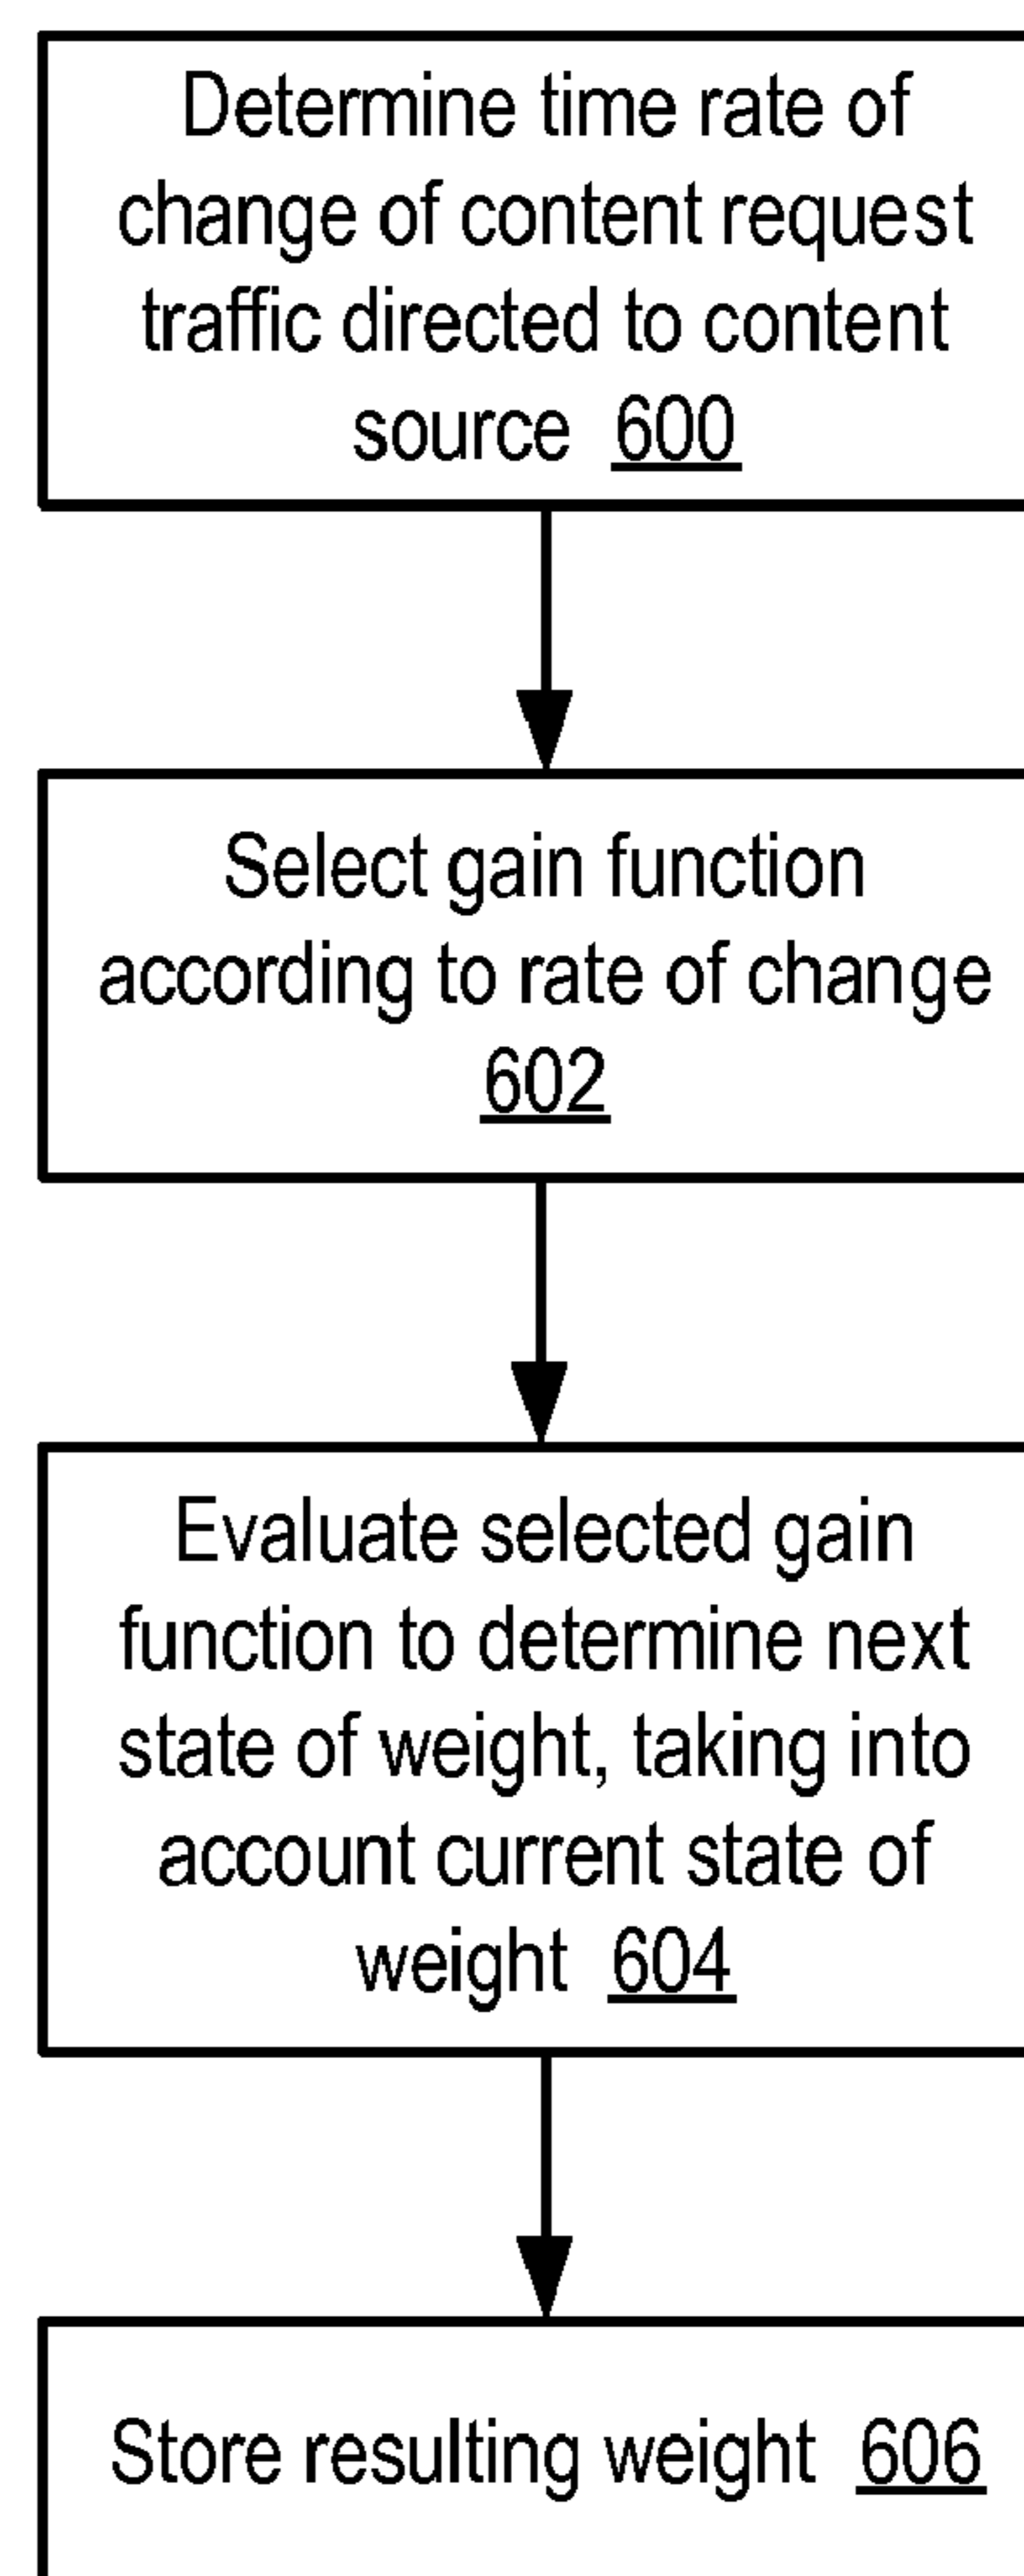 Determine time rate of
change of content request
traffic directed to content
source 600
Select gain function
according to rate of change
602
Evaluate selected gain
function to determine next
state of weight, taking into
account current state of
weight 604
Store resulting weight 606